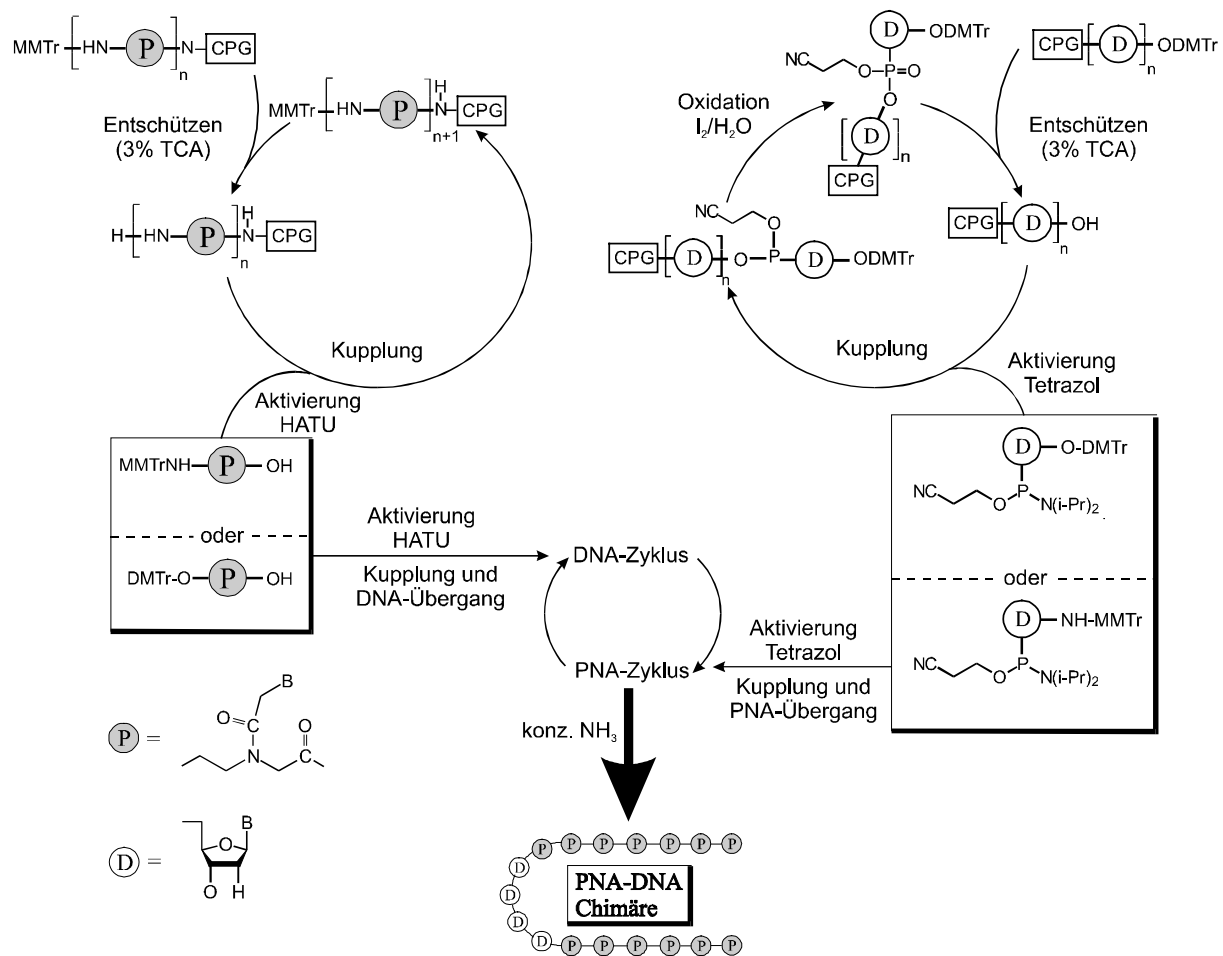 MMTr HN P N CPG
n
Entschützen
(3% TCA)
H
MMTr HN P N CPG
n+1
H
H HN P N CPG
n
Kupplung
Aktivierung
HATU
MMTrNH P OH
oder
DMTr-O P OH
Aktivierung
HATU
Kupplung und
DNA-Übergang
D ODMTr
NC O P O
O
D
n
CPG
Oxidation
I₂/H₂O
CPG D ODMTr
n
Entschützen
(3% TCA)
NC
O
CPG D O P D ODMTr
n
CPG D OH
n
Kupplung
Aktivierung
Tetrazol
D O-DMTr
NC O P N(i-Pr)₂
oder
D NH-MMTr
NC O P N(i-Pr)₂
DNA-Zyklus
PNA-Zyklus
Aktivierung
Tetrazol
Kupplung und
PNA-Übergang
konz. NH₃
P =
B
O C O
N C
D =
B
O
O H
P P P P P P P
D
D
D
D P P P P P P
PNA-DNA
Chimäre